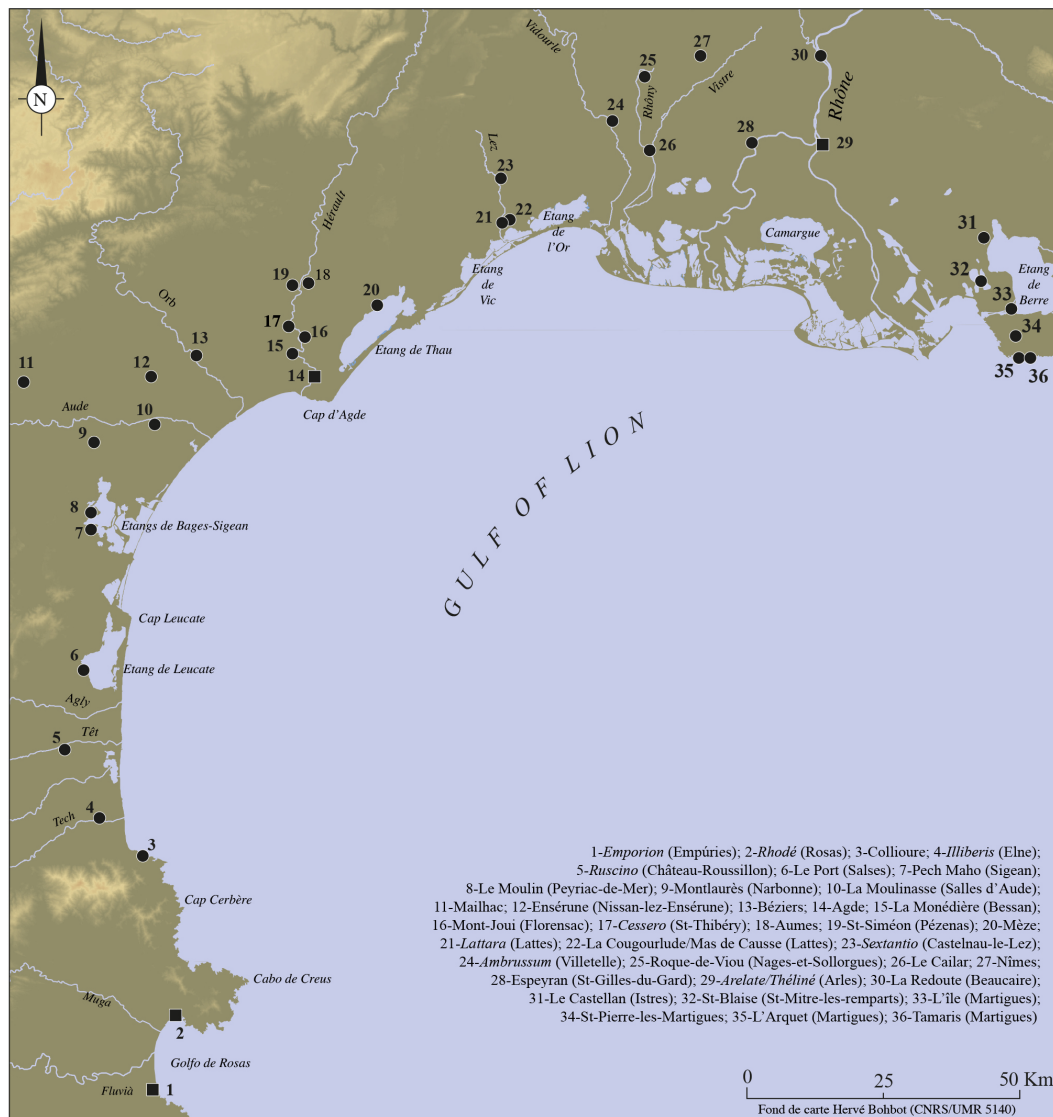 Vidourle
27
30
25
Vistre
Rhône
Rhôny
N
24
Lez
28
29
26
23
Hérault
22
21
Etang
de
l'Or
Camargue
31
Etang
de
Vic
32
Etang
de
Berre
19
18
20
33
Orb
17
16
34
13
15
Etang de Thau
11
12
14
35
36
Aude
10
Cap d'Agde
9
GULF OF LION
8
Etangs de Bages-Sigean
7
Cap Leucate
6
Etang de Leucate
Agly
Têt
5
4
Tech
3
1-Emporion (Empúries); 2-Rhodé (Rosas); 3-Collioure; 4-Illiberis (Elne);
5-Ruscino (Château-Roussillon); 6-Le Port (Salses); 7-Pech Maho (Sigean);
8-Le Moulin (Peyriac-de-Mer); 9-Montlaurès (Narbonne); 10-La Moulinasse (Salles d'Aude);
11-Mailhac; 12-Ensérune (Nissan-lez-Ensérune); 13-Béziers; 14-Agde; 15-La Monédière (Bessan);
16-Mont-Joui (Florensac); 17-Cessero (St-Thibéry); 18-Aumes; 19-St-Siméon (Pézenas); 20-Mèze;
21-Lattara (Lattes); 22-La Cougourlude/Mas de Causse (Lattes); 23-Sextantio (Castelnau-le-Lez);
24-Ambrussum (Villetelle); 25-Roque-de-Viou (Nages-et-Sollorgues); 26-Le Cailar; 27-Nîmes;
28-Espeyran (St-Gilles-du-Gard); 29-Arelate/Théliné (Arles); 30-La Redoute (Beaucaire);
31-Le Castellan (Istres); 32-St-Blaise (St-Mitre-les-remparts); 33-L'île (Martigues);
34-St-Pierre-les-Martigues; 35-L'Arquet (Martigues); 36-Tamaris (Martigues)
Cap Cerbère
Cabo de Creus
Muga
2
Golfo de Rosas
Fluvià
1
0
25
50 Km
Fond de carte Hervé Bohbot (CNRS/UMR 5140)